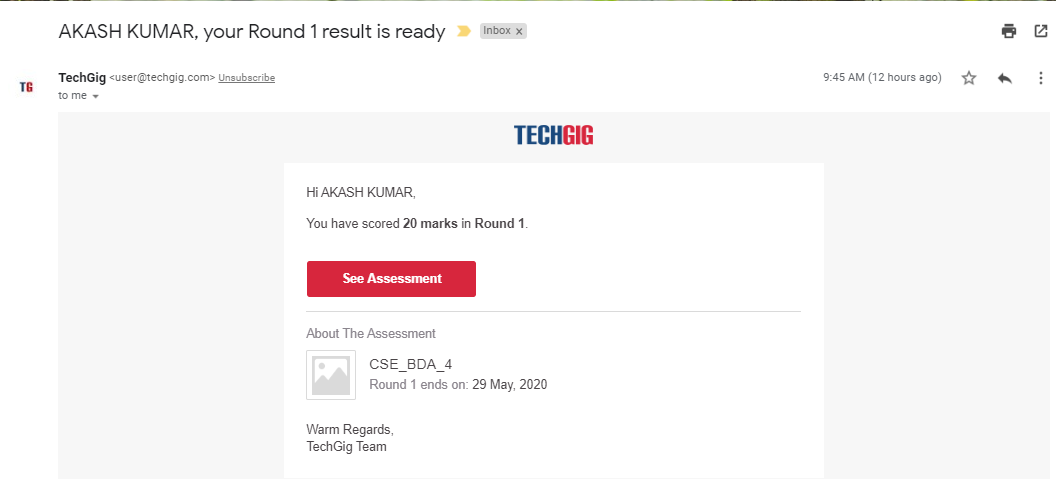 AKASH KUMAR, your Round 1 result is ready Inbox x
TG
TechGig <user@techgig.com> Unsubscribe 9:45 AM (12 hours ago)
to me
TECHGIG
Hi AKASH KUMAR,
You have scored 20 marks in Round 1.
See Assessment
About The Assessment
CSE_BDA_4
Round 1 ends on: 29 May, 2020
Warm Regards,
TechGig Team